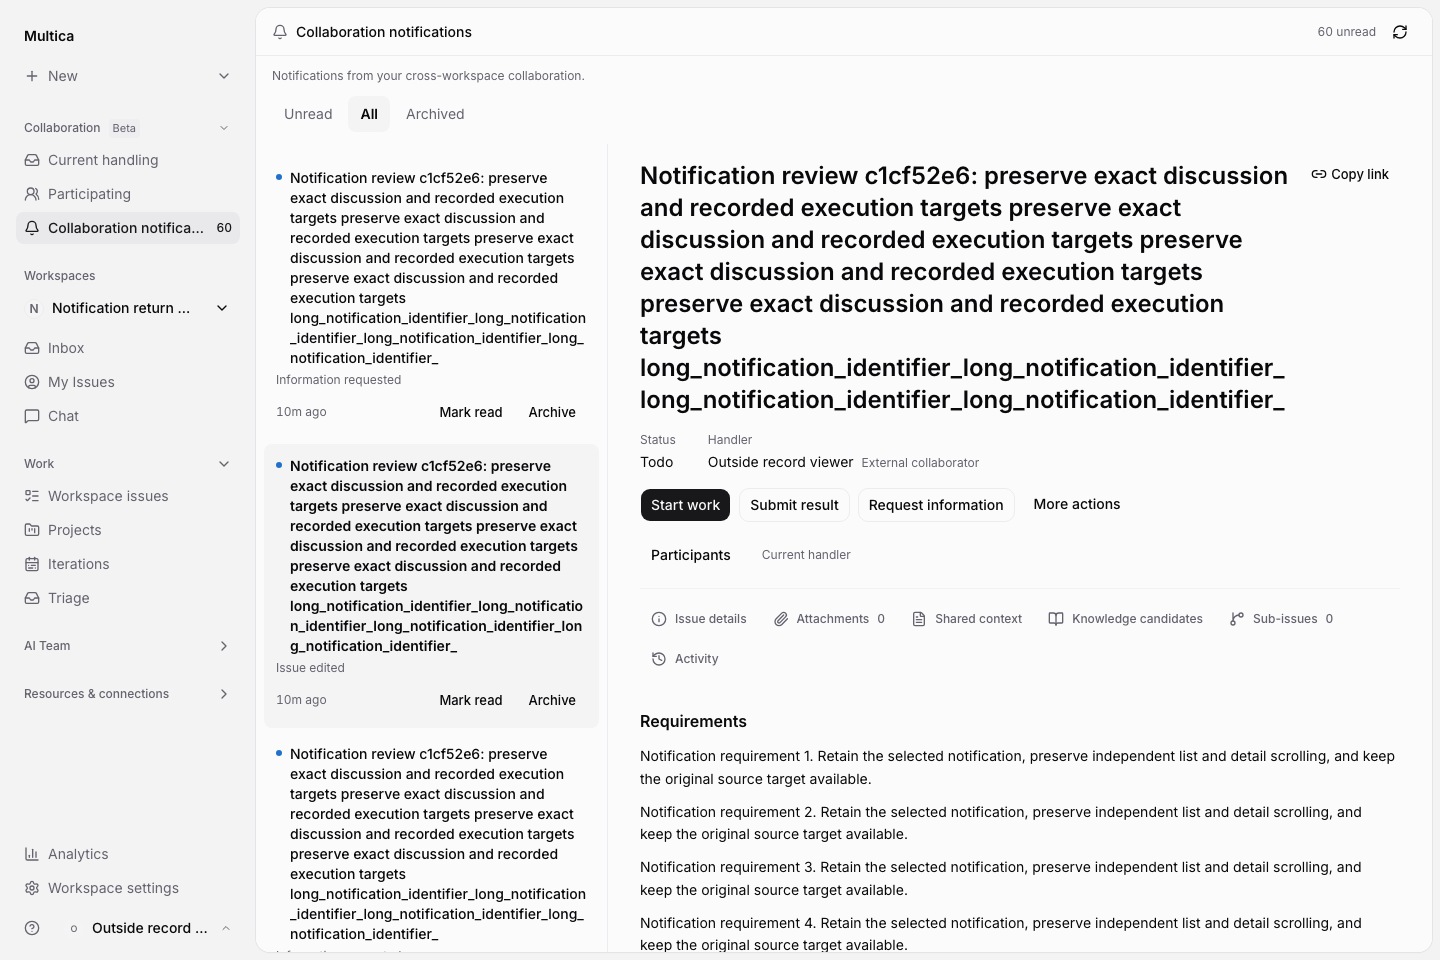 Multica
New
Collaboration Beta
Current handling
Participating
Collaboration notifica... 60
Workspaces
N Notification return ...
Inbox
My Issues
Chat
Work
Workspace issues
Projects
Iterations
Triage
AI Team
Resources & connections
Analytics
Workspace settings
o Outside record ...
Collaboration notifications
60 unread
Notifications from your cross-workspace collaboration.
Unread All Archived
Notification review c1cf52e6: preserve
exact discussion and recorded execution
targets preserve exact discussion and
recorded execution targets preserve exact
discussion and recorded execution targets
preserve exact discussion and recorded
execution targets
long_notification_identifier_long_notification
_identifier_long_notification_identifier_long_
notification_identifier_
Information requested
10m ago Mark read Archive
Notification review c1cf52e6: preserve
exact discussion and recorded execution
targets preserve exact discussion and
recorded execution targets preserve exact
discussion and recorded execution targets
preserve exact discussion and recorded
execution targets
long_notification_identifier_long_notificatio
n_identifier_long_notification_identifier_lon
g_notification_identifier_
Issue edited
10m ago Mark read Archive
Notification review c1cf52e6: preserve
exact discussion and recorded execution
targets preserve exact discussion and
recorded execution targets preserve exact
discussion and recorded execution targets
preserve exact discussion and recorded
execution targets
long_notification_identifier_long_notification
_identifier_long_notification_identifier_long_
notification_identifier_
Notification review c1cf52e6: preserve exact discussion
and recorded execution targets preserve exact
discussion and recorded execution targets preserve
exact discussion and recorded execution targets
preserve exact discussion and recorded execution
targets
long_notification_identifier_long_notification_identifier_
long_notification_identifier_long_notification_identifier_
Copy link
Status Handler
Todo Outside record viewer External collaborator
Start work Submit result Request information More actions
Participants Current handler
Issue details Attachments 0 Shared context Knowledge candidates Sub-issues 0
Activity
Requirements
Notification requirement 1. Retain the selected notification, preserve independent list and detail scrolling, and keep
the original source target available.
Notification requirement 2. Retain the selected notification, preserve independent list and detail scrolling, and
keep the original source target available.
Notification requirement 3. Retain the selected notification, preserve independent list and detail scrolling, and
keep the original source target available.
Notification requirement 4. Retain the selected notification, preserve independent list and detail scrolling, and
keep the original source target available.